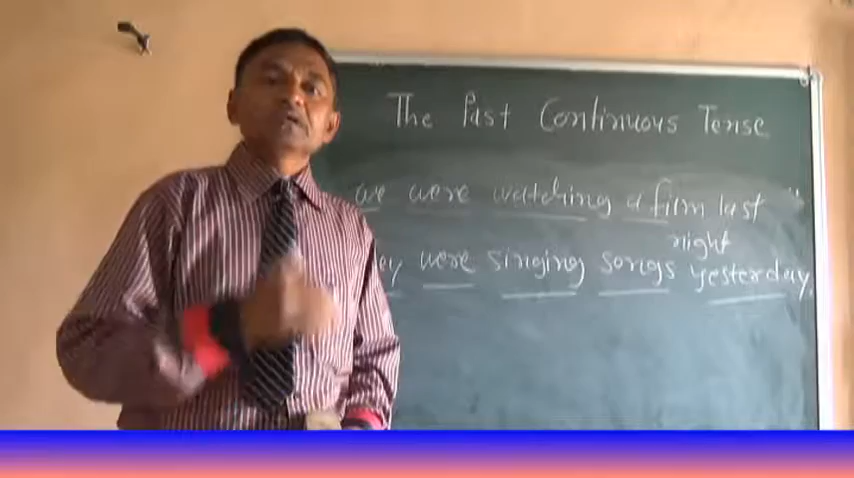 The Past Continuous Tense
we were watching a film last
night
were singing songs yesterday